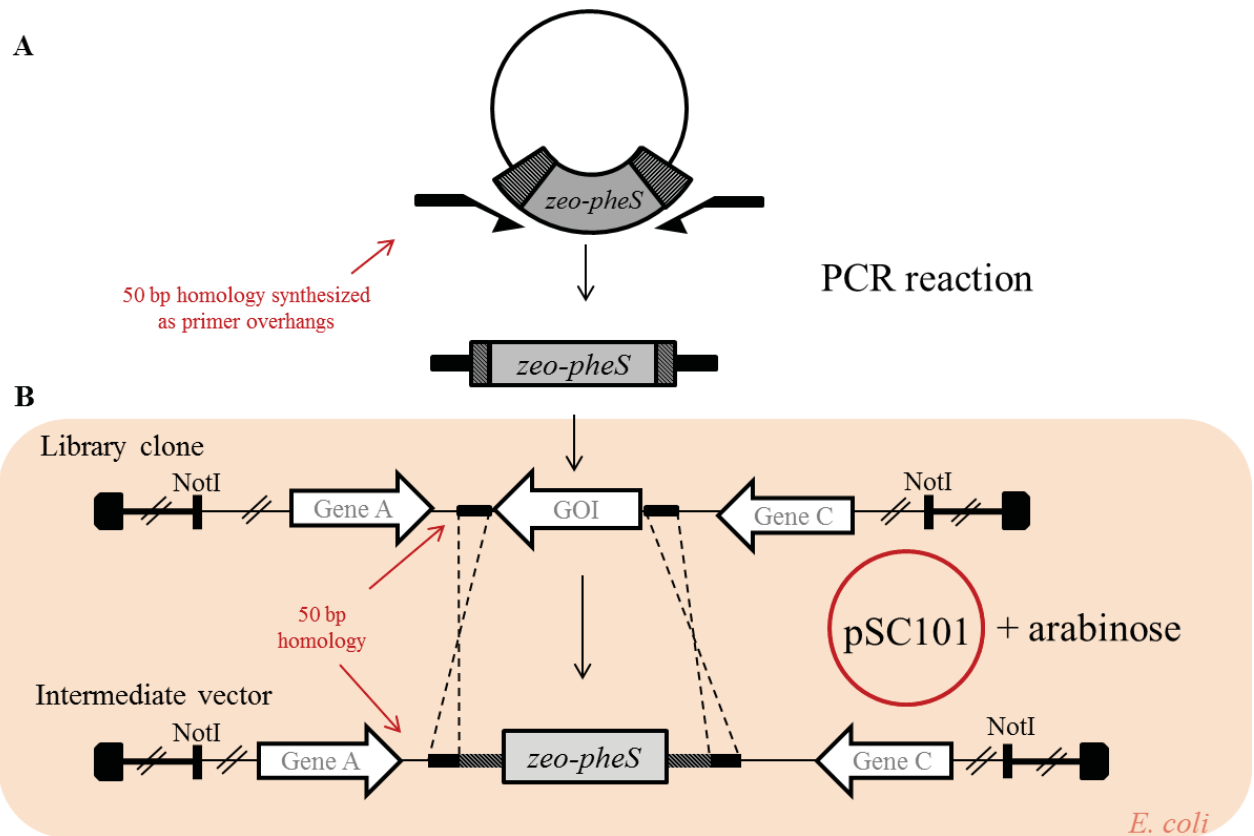 A
zeo-pheS
50 bp homology synthesized
as primer overhangs
PCR reaction
zeo-pheS
B
Library clone
NotI
NotI
Gene A
GOI
Gene C
50 bp
homology
pSC101 + arabinose
Intermediate vector
NotI
NotI
Gene A
zeo-pheS
Gene C
E. coli